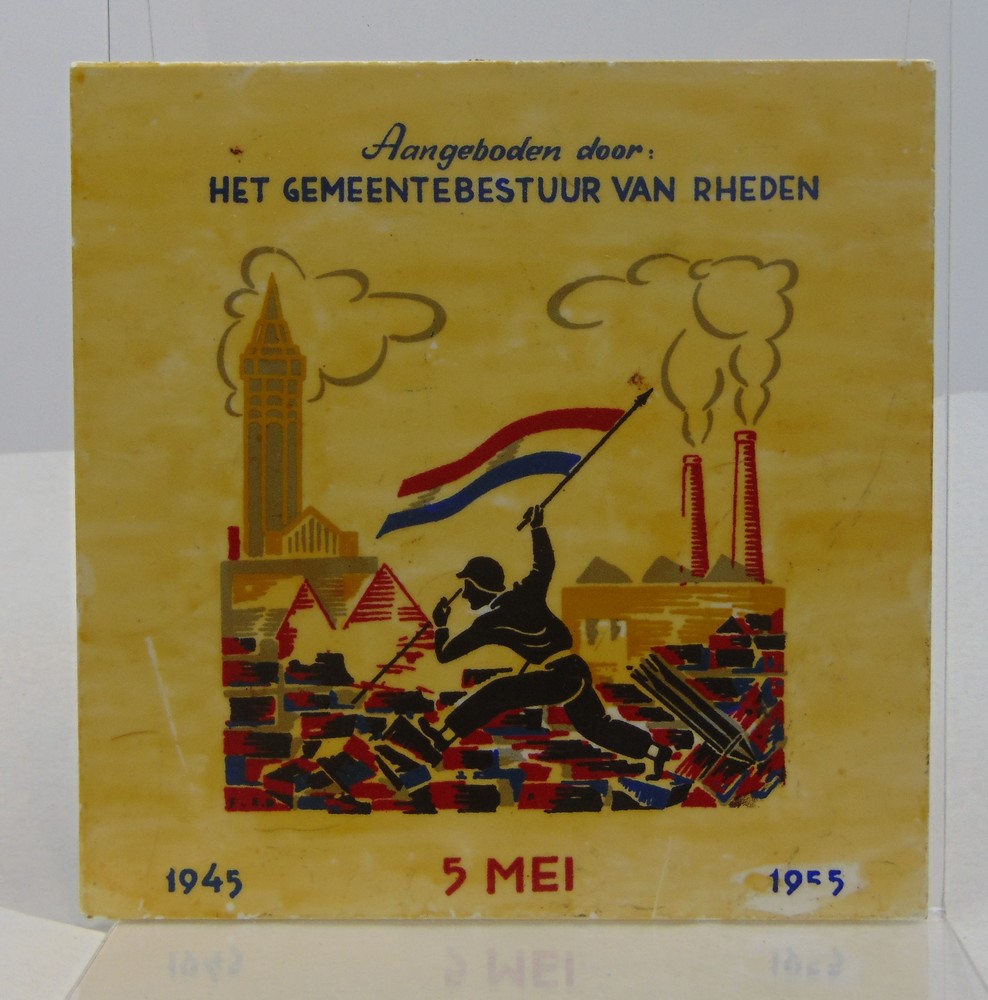 Aangeboden door:
HET GEMEENTEBESTUUR VAN RHEDEN
5 MEI
1945
1955